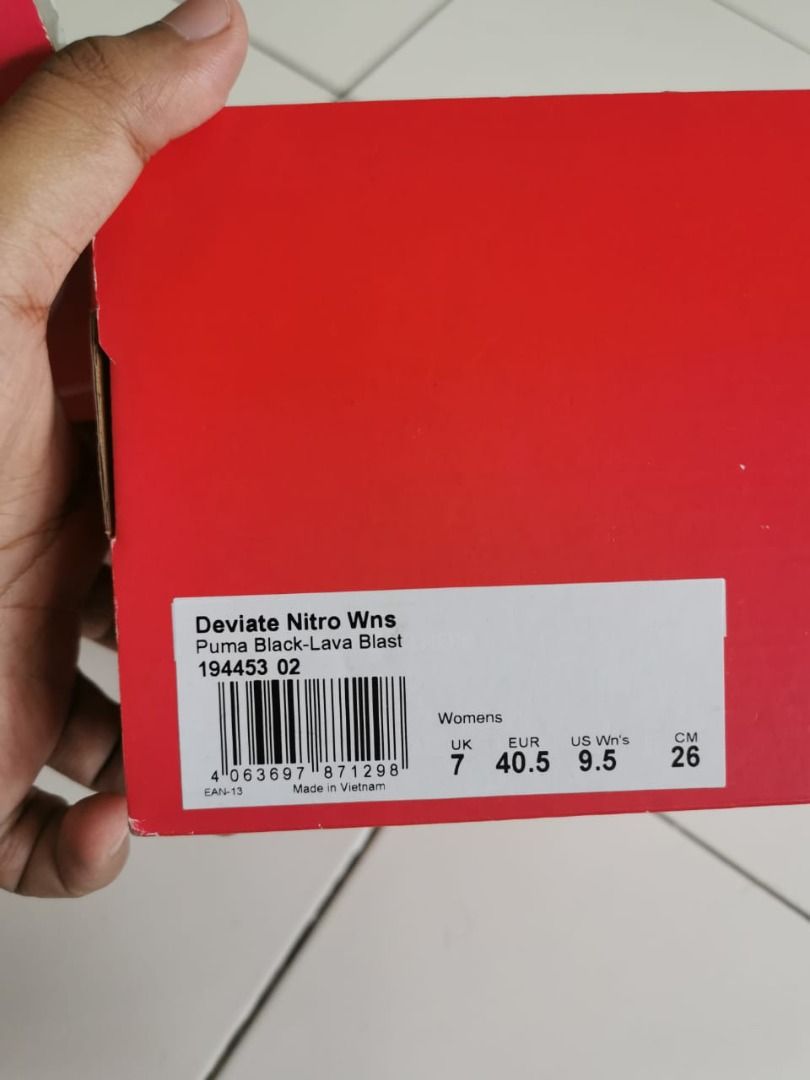 Deviate Nitro Wns
Puma Black-Lava Blast
194453 02
4 063697 871298
EAN-13 Made in Vietnam
Womens
UK EUR US Wn's CM
7 40.5 9.5 26